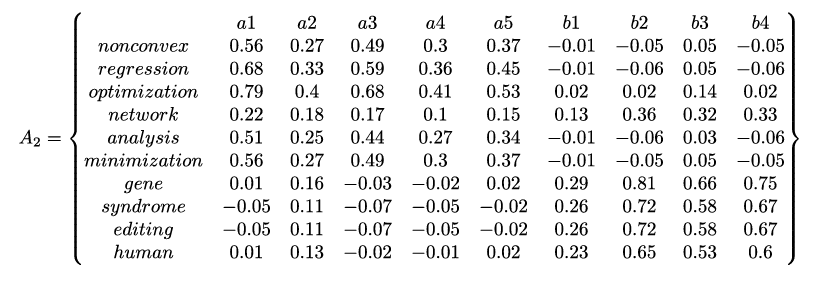 a1 a2 a3 a4 a5 b1 b2 b3 b4
nonconvex 0.56 0.27 0.49 0.3 0.37 −0.01 −0.05 0.05 −0.05
regression 0.68 0.33 0.59 0.36 0.45 −0.01 −0.06 0.05 −0.06
optimization 0.79 0.4 0.68 0.41 0.53 0.02 0.02 0.14 0.02
network 0.22 0.18 0.17 0.1 0.15 0.13 0.36 0.32 0.33
A₂ = analysis 0.51 0.25 0.44 0.27 0.34 −0.01 −0.06 0.03 −0.06
minimization 0.56 0.27 0.49 0.3 0.37 −0.01 −0.05 0.05 −0.05
gene 0.01 0.16 −0.03 −0.02 0.02 0.29 0.81 0.66 0.75
syndrome −0.05 0.11 −0.07 −0.05 −0.02 0.26 0.72 0.58 0.67
editing −0.05 0.11 −0.07 −0.05 −0.02 0.26 0.72 0.58 0.67
human 0.01 0.13 −0.02 −0.01 0.02 0.23 0.65 0.53 0.6